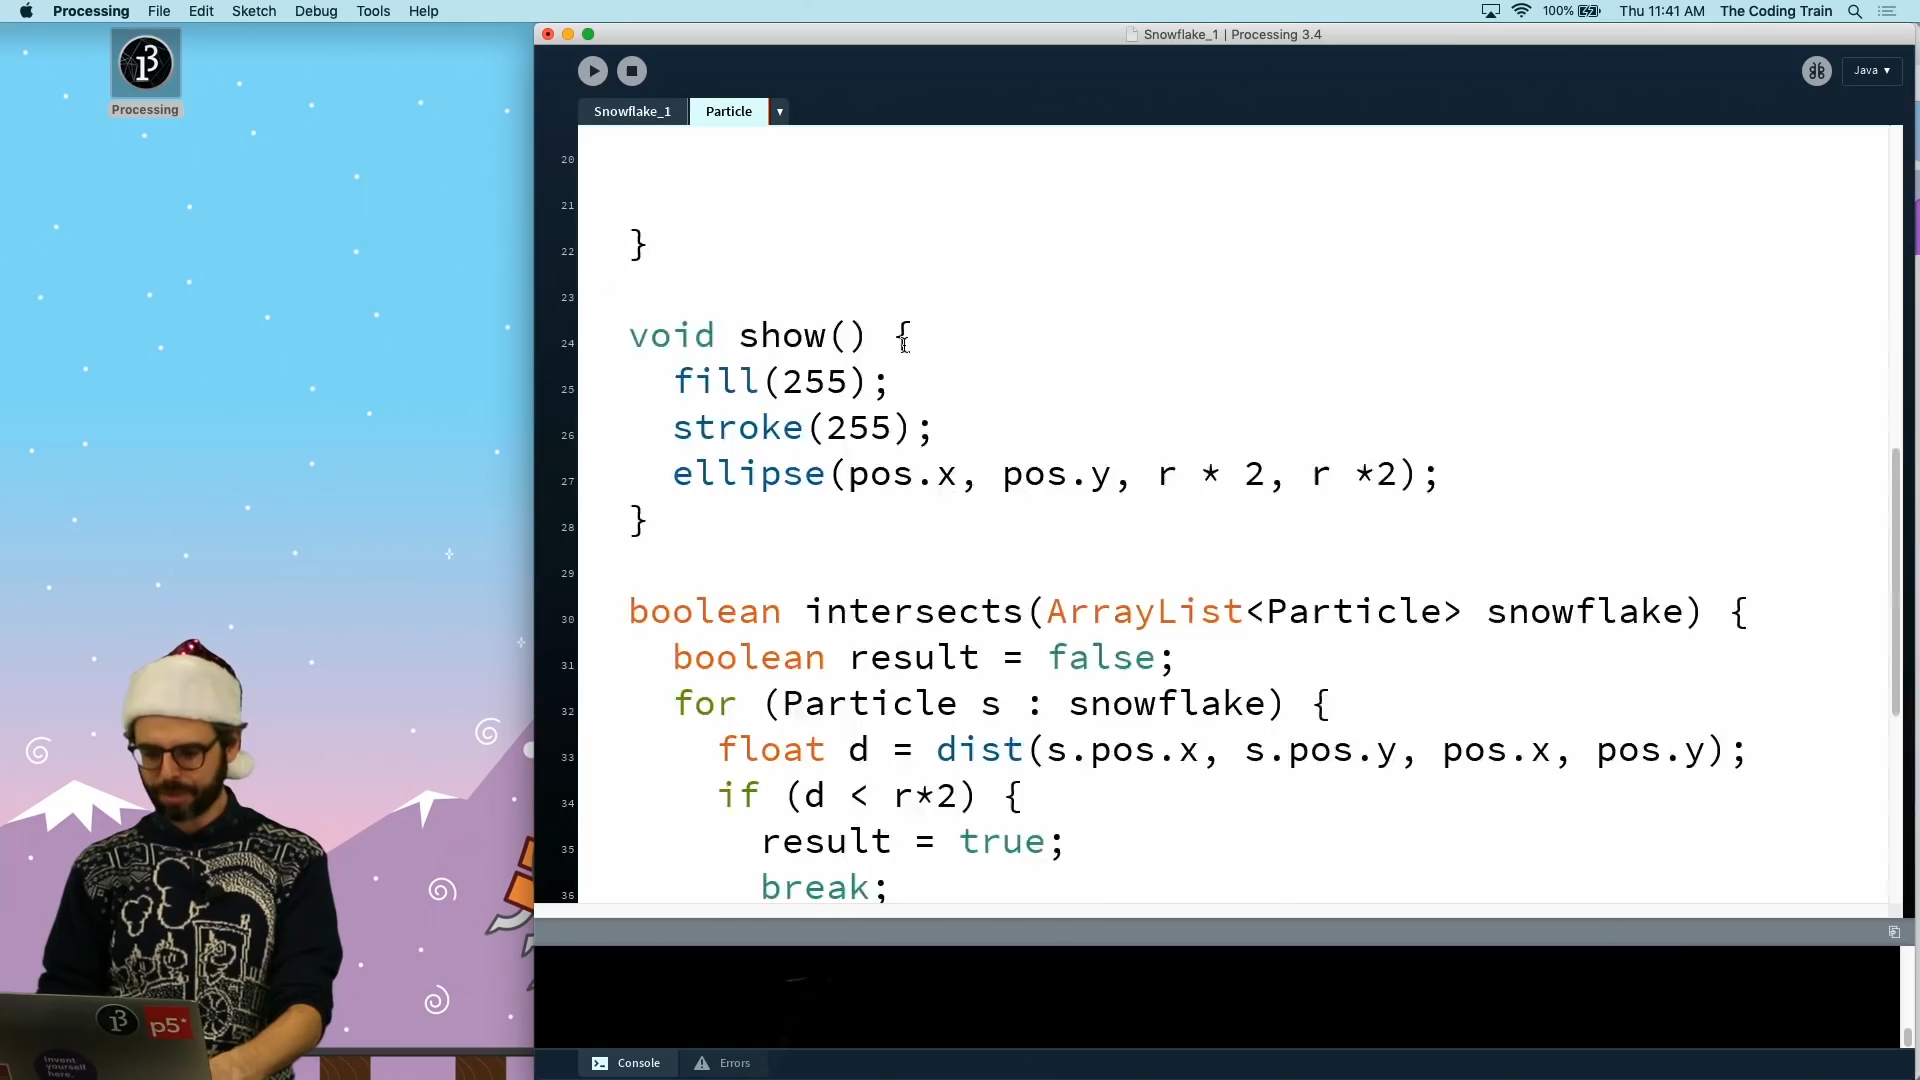 Processing File Edit Sketch Debug Tools Help
100% Thu 11:41 AM The Coding Train
Processing
Snowflake_1 | Processing 3.4
Java ▾
Snowflake_1 Particle ▾
20
21
22 }
23
24 void show() {
25 fill(255);
26 stroke(255);
27 ellipse(pos.x, pos.y, r * 2, r *2);
28 }
29
30 boolean intersects(ArrayList<Particle> snowflake) {
31 boolean result = false;
32 for (Particle s : snowflake) {
33 float d = dist(s.pos.x, s.pos.y, pos.x, pos.y);
34 if (d < r*2) {
35 result = true;
36 break;
p5*
Invent
yourself
here.
Console Errors